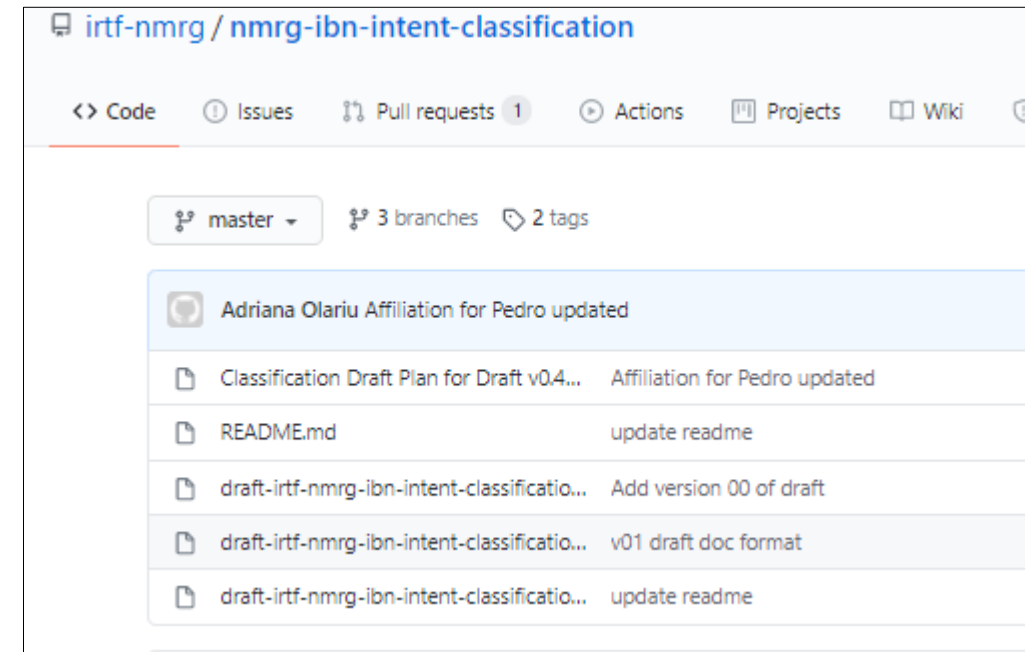 irtf-nmrg / nmrg-ibn-intent-classification
<> Code Issues Pull requests 1 Actions Projects Wiki
master 3 branches 2 tags
Adriana Olariu Affiliation for Pedro updated
Classification Draft Plan for Draft v0.4... Affiliation for Pedro updated
README.md update readme
draft-irtf-nmrg-ibn-intent-classificatio... Add version 00 of draft
draft-irtf-nmrg-ibn-intent-classificatio... v01 draft doc format
draft-irtf-nmrg-ibn-intent-classificatio... update readme